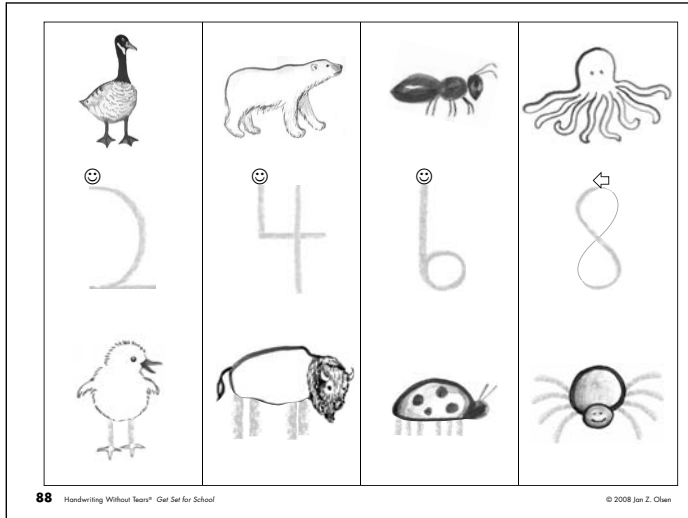 2 4 6 8
88 Handwriting Without Tears® Get Set for School © 2008 Jan Z. Olsen